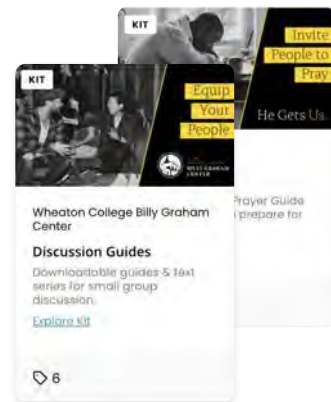 KIT
Invite
People to
Pray
He Gets Us.
Prayer Guide
prepare for
KIT
Equip
Your
People
BILLY GRAHAM
CENTER
Wheaton College Billy Graham
Center
Discussion Guides
Downloadable guides & text
series for small group
discussion.
Explore Kit
6